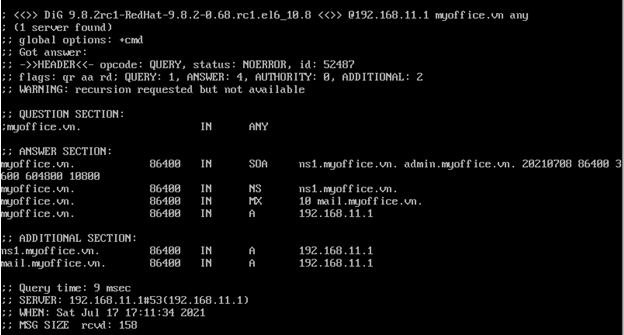 ; <<>> DiG 9.8.2rc1-RedHat-9.8.2-0.68.rc1.el6_10.8 <<>> @192.168.11.1 myoffice.vn any
; (1 server found)
;; global options: +cmd
;; Got answer:
;; ->>HEADER<<- opcode: QUERY, status: NOERROR, id: 52487
;; flags: qr aa rd; QUERY: 1, ANSWER: 4, AUTHORITY: 0, ADDITIONAL: 2
;; WARNING: recursion requested but not available
;; QUESTION SECTION:
;myoffice.vn. IN ANY
;; ANSWER SECTION:
myoffice.vn. 86400 IN SOA ns1.myoffice.vn. admin.myoffice.vn. 20210708 86400 3
600 604800 10800
myoffice.vn. 86400 IN NS ns1.myoffice.vn.
myoffice.vn. 86400 IN MX 10 mail.myoffice.vn.
myoffice.vn. 86400 IN A 192.168.11.1
;; ADDITIONAL SECTION:
ns1.myoffice.vn. 86400 IN A 192.168.11.1
mail.myoffice.vn. 86400 IN A 192.168.11.1
;; Query time: 9 msec
;; SERVER: 192.168.11.1#53(192.168.11.1)
;; WHEN: Sat Jul 17 17:11:34 2021
;; MSG SIZE rcvd: 158